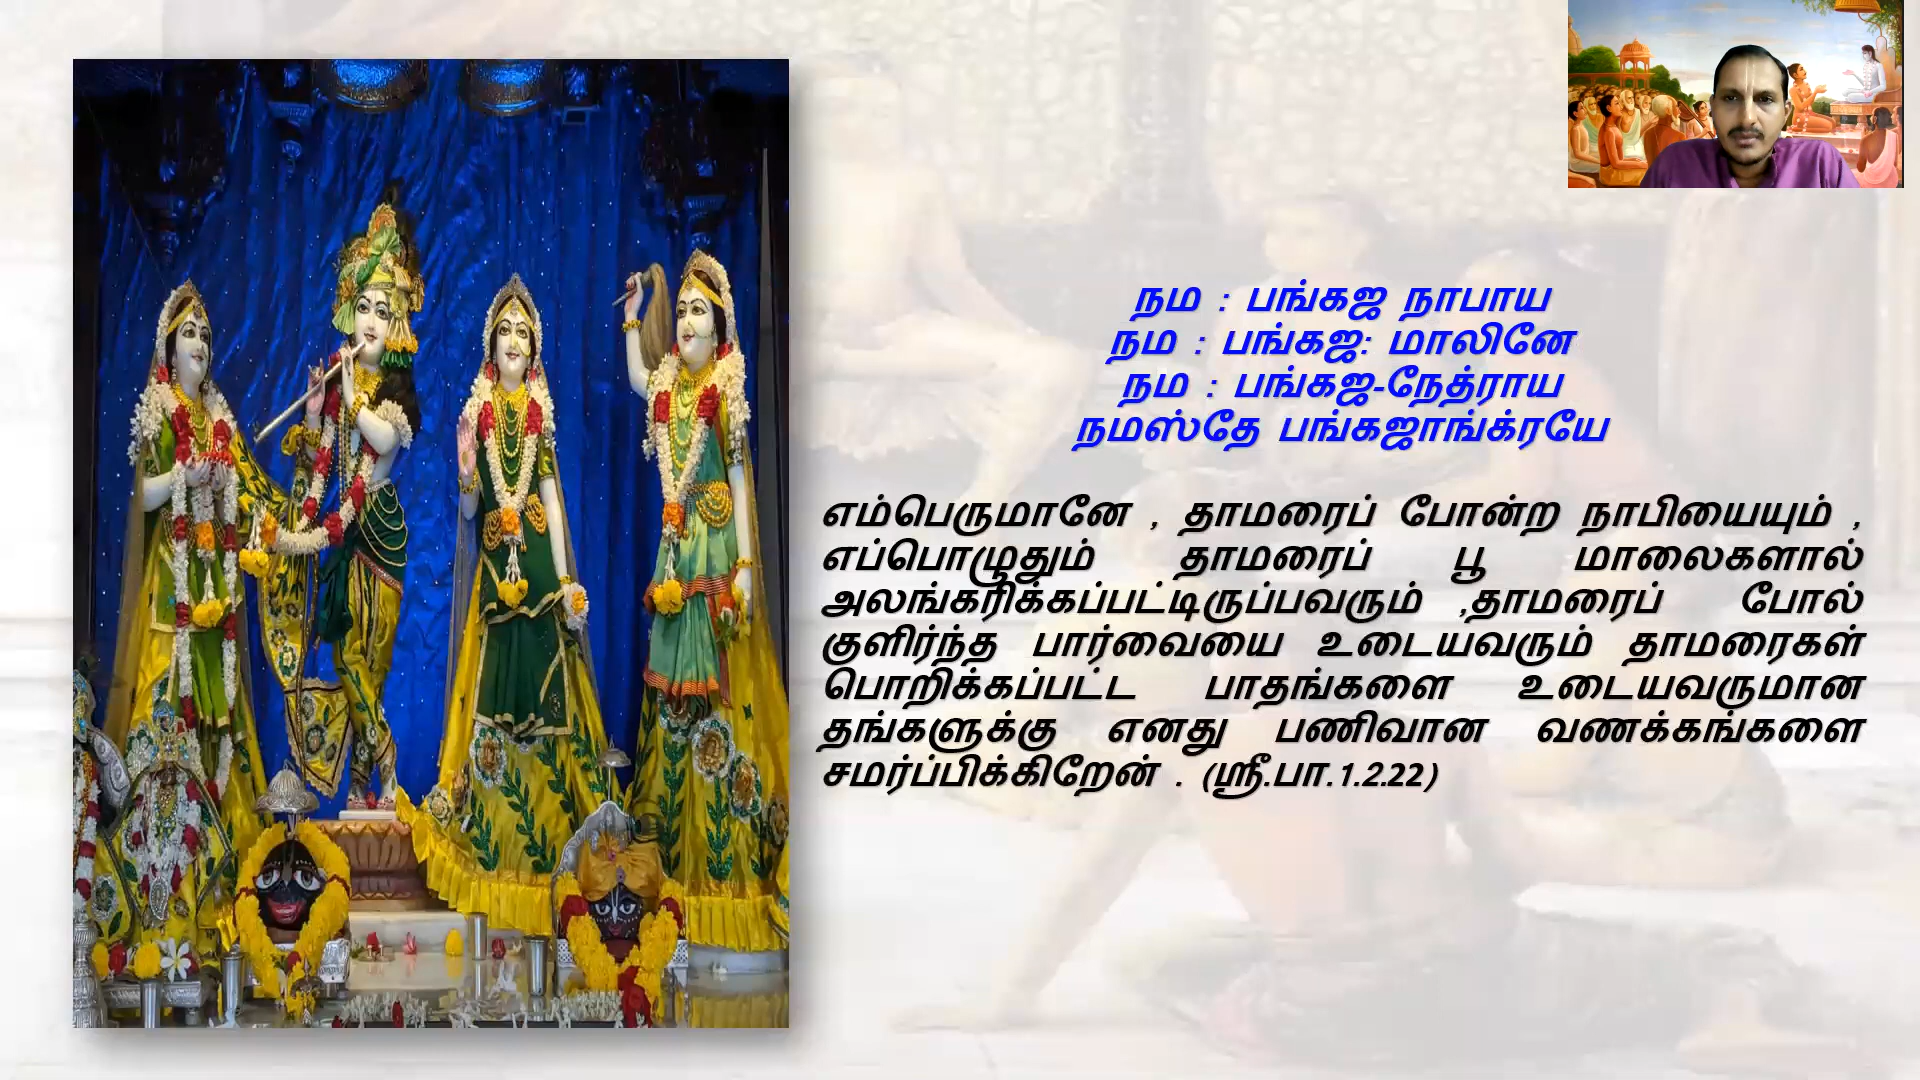 நம : பங்கஜ நாபாய
நம : பங்கஜ: மாலினே
நம : பங்கஜ-நேத்ராய
நமஸ்தே பங்கஜாங்க்ரயே
எம்பெருமானே , தாமரைப் போன்ற நாபியையும் ,
எப்பொழுதும் தாமரைப் பூ மாலைகளால்
அலங்கரிக்கப்பட்டிருப்பவரும் ,தாமரைப் போல்
குளிர்ந்த பார்வையை உடையவரும் தாமரைகள்
பொறிக்கப்பட்ட பாதங்களை உடையவருமான
தங்களுக்கு எனது பணிவான வணக்கங்களை
சமர்ப்பிக்கிறேன் . (ஸ்ரீ.பா.1.2.22)